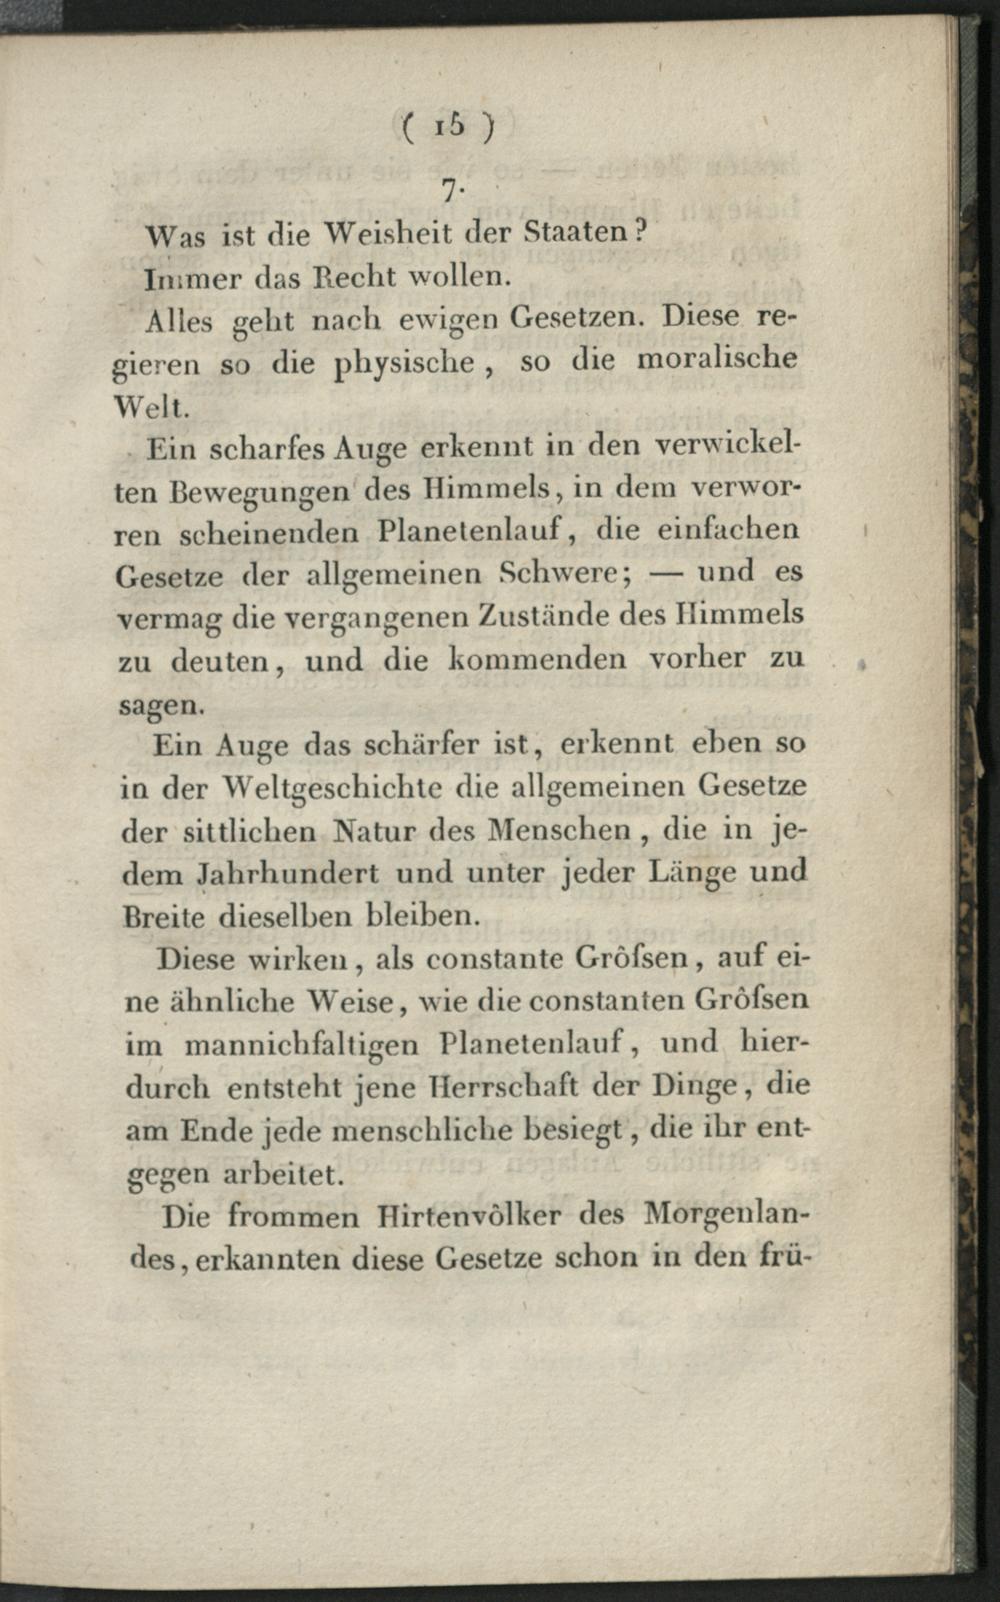 ( 15 )
7.
Was ist die Weisheit der Staaten?
Immer das Recht wollen.
Alles geht nach ewigen Gesetzen. Diese re-
gieren so die physische, so die moralische
Welt.
Ein scharfes Auge erkennt in den verwickel-
ten Bewegungen des Himmels, in dem verwor-
ren scheinenden Planetenlauf, die einfachen
Gesetze der allgemeinen Schwere; — und es
vermag die vergangenen Zustände des Himmels
zu deuten, und die kommenden vorher zu
sagen.
Ein Auge das schärfer ist, erkennt eben so
in der Weltgeschichte die allgemeinen Gesetze
der sittlichen Natur des Menschen, die in je-
dem Jahrhundert und unter jeder Länge und
Breite dieselben bleiben.
Diese wirken, als constante Grôſsen, auf ei-
ne ähnliche Weise, wie die constanten Grôſsen
im mannichfaltigen Planetenlauf, und hier-
durch entsteht jene Herrschaft der Dinge, die
am Ende jede menschliche besiegt, die ihr ent-
gegen arbeitet.
Die frommen Hirtenvôlker des Morgenlan-
des, erkannten diese Gesetze schon in den frü-